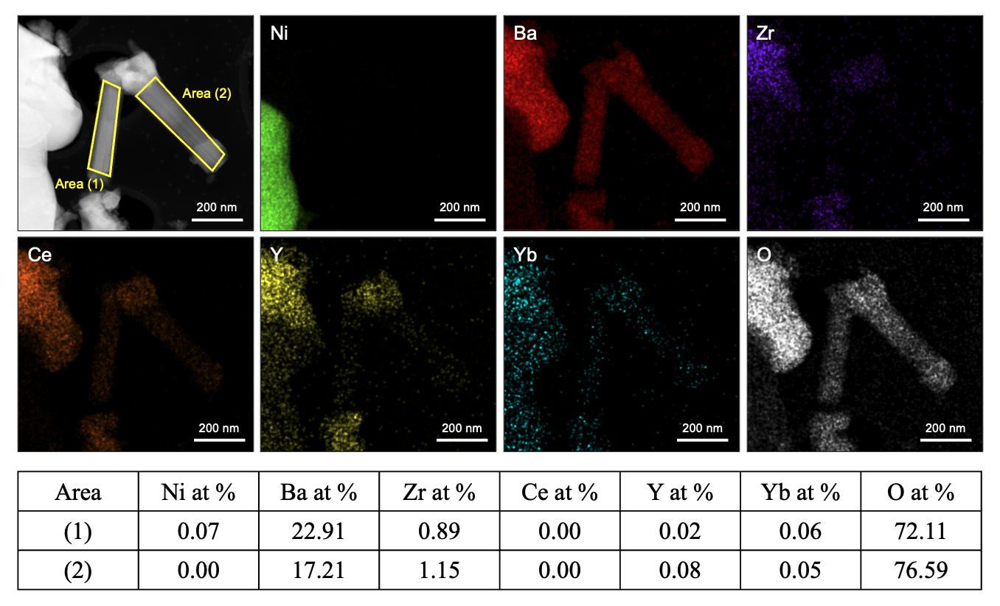 Area (2)
Area (1)
200 nm
Ni
200 nm
Ba
200 nm
Zr
200 nm
Ce
200 nm
Y
200 nm
Yb
200 nm
O
200 nm
Area Ni at % Ba at % Zr at % Ce at % Y at % Yb at % O at %
(1) 0.07 22.91 0.89 0.00 0.02 0.06 72.11
(2) 0.00 17.21 1.15 0.00 0.08 0.05 76.59